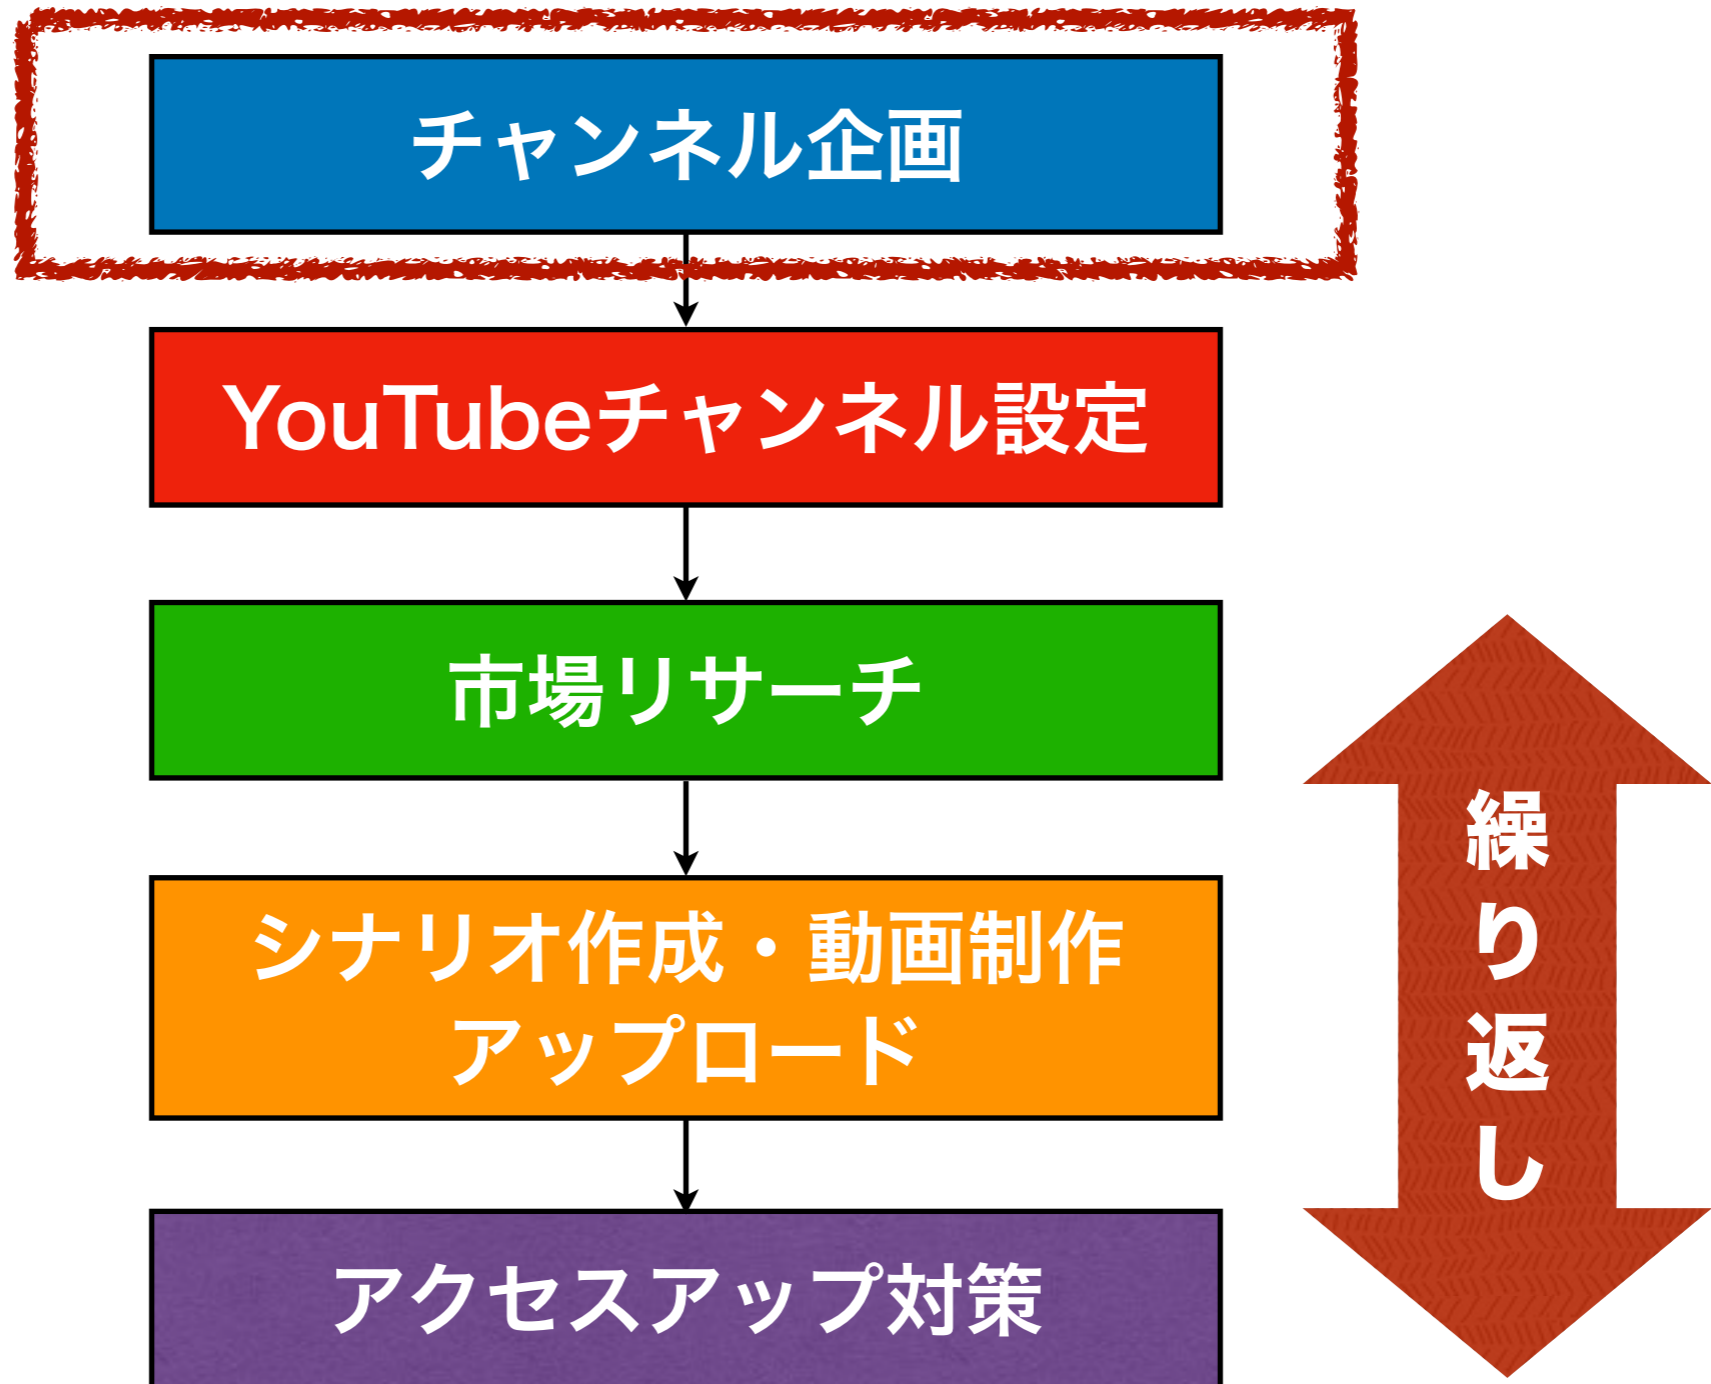 チャンネル企画
YouTubeチャンネル設定
市場リサーチ
シナリオ作成・動画制作
アップロード
アクセスアップ対策
繰り返し